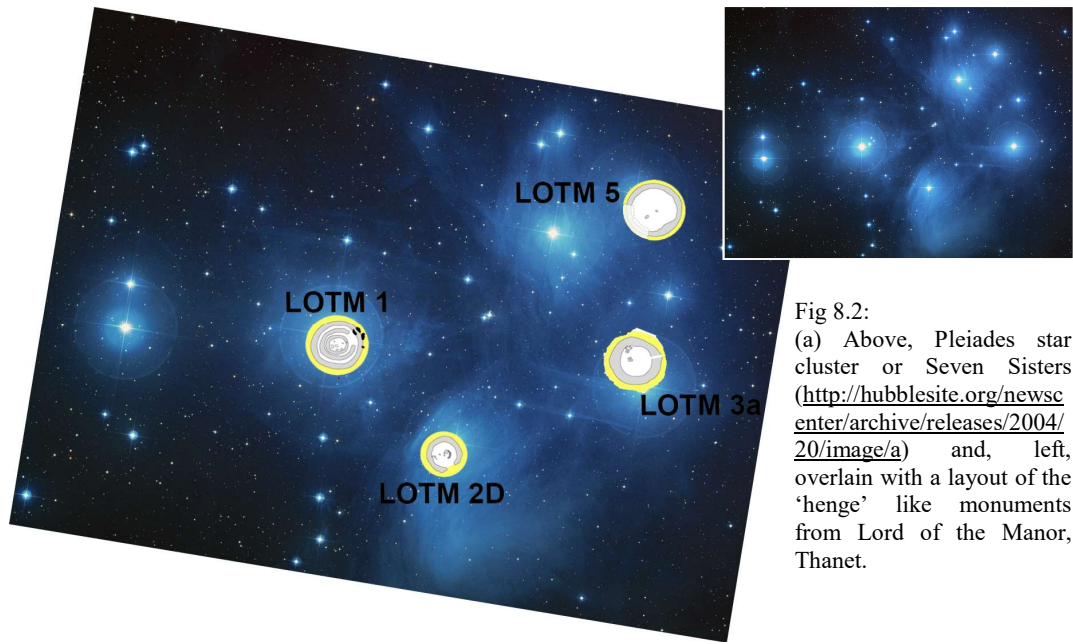 LOTM 5
LOTM 1
LOTM 3a
LOTM 2D
Fig 8.2:
(a) Above, Pleiades star
cluster or Seven Sisters
(http://hubblesite.org/newsc
enter/archive/releases/2004/
20/image/a) and, left,
overlain with a layout of the
‘henge’ like monuments
from Lord of the Manor,
Thanet.